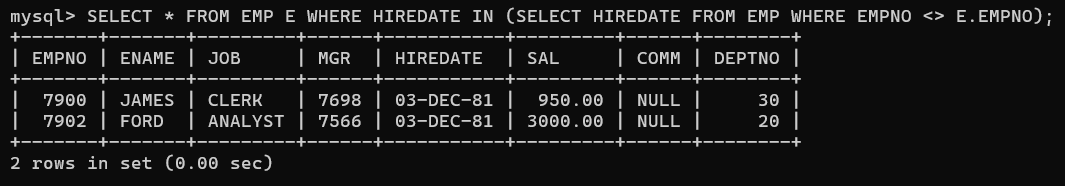 mysql> SELECT * FROM EMP E WHERE HIREDATE IN (SELECT HIREDATE FROM EMP WHERE EMPNO <> E.EMPNO);
+-------+-------+---------+------+-----------+---------+------+--------+
| EMPNO | ENAME | JOB     | MGR  | HIREDATE  | SAL     | COMM | DEPTNO |
+-------+-------+---------+------+-----------+---------+------+--------+
|  7900 | JAMES | CLERK   | 7698 | 03-DEC-81 |  950.00 | NULL |     30 |
|  7902 | FORD  | ANALYST | 7566 | 03-DEC-81 | 3000.00 | NULL |     20 |
+-------+-------+---------+------+-----------+---------+------+--------+
2 rows in set (0.00 sec)